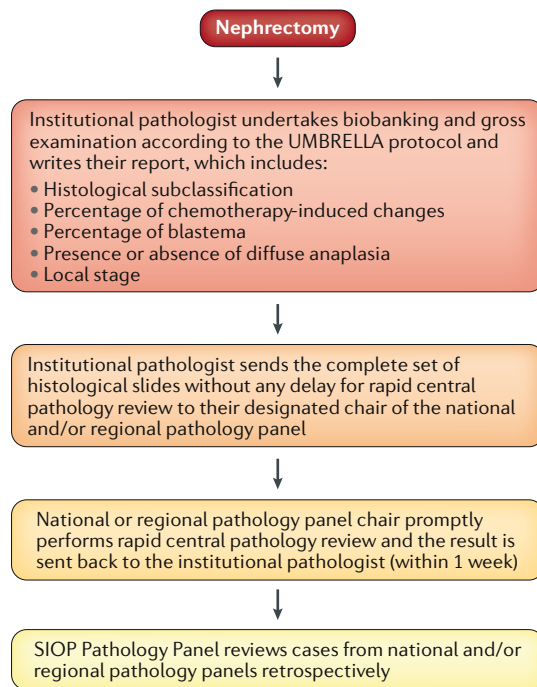 Nephrectomy
Institutional pathologist undertakes biobanking and gross
examination according to the UMBRELLA protocol and
writes their report, which includes:
• Histological subclassification
• Percentage of chemotherapy-induced changes
• Percentage of blastema
• Presence or absence of diffuse anaplasia
• Local stage
Institutional pathologist sends the complete set of
histological slides without any delay for rapid central
pathology review to their designated chair of the national
and/or regional pathology panel
National or regional pathology panel chair promptly
performs rapid central pathology review and the result is
sent back to the institutional pathologist (within 1 week)
SIOP Pathology Panel reviews cases from national and/or
regional pathology panels retrospectively